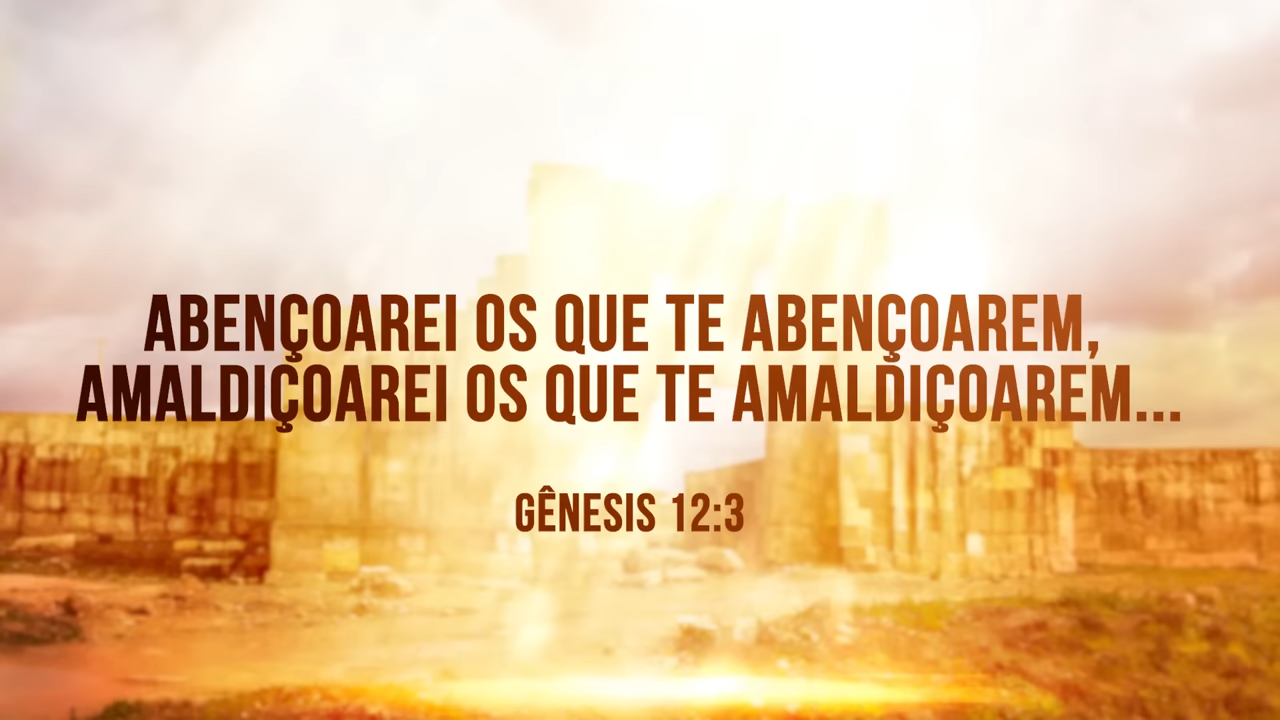 ABENÇOAREI OS QUE TE ABENÇOAREM,
AMALDIÇOAREI OS QUE TE AMALDIÇOAREM...
GÊNESIS 12:3